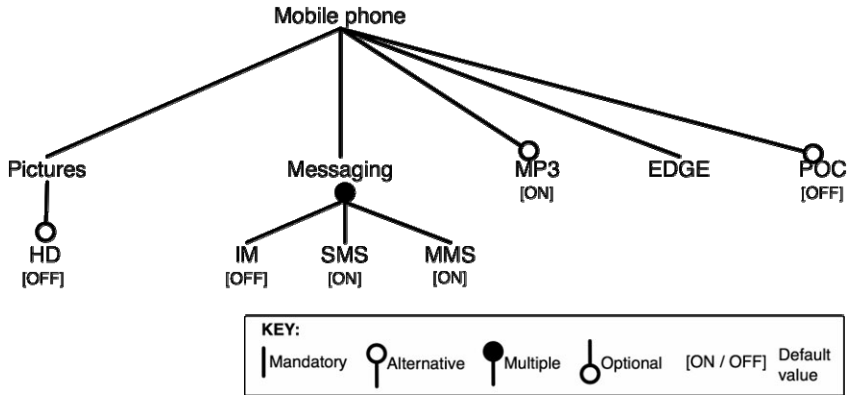 Mobile phone
Pictures Messaging MP3 EDGE POC
[ON] [OFF]
HD IM SMS MMS
[OFF] [OFF] [ON] [ON]
KEY:
Mandatory Alternative Multiple Optional [ON / OFF] Default
value